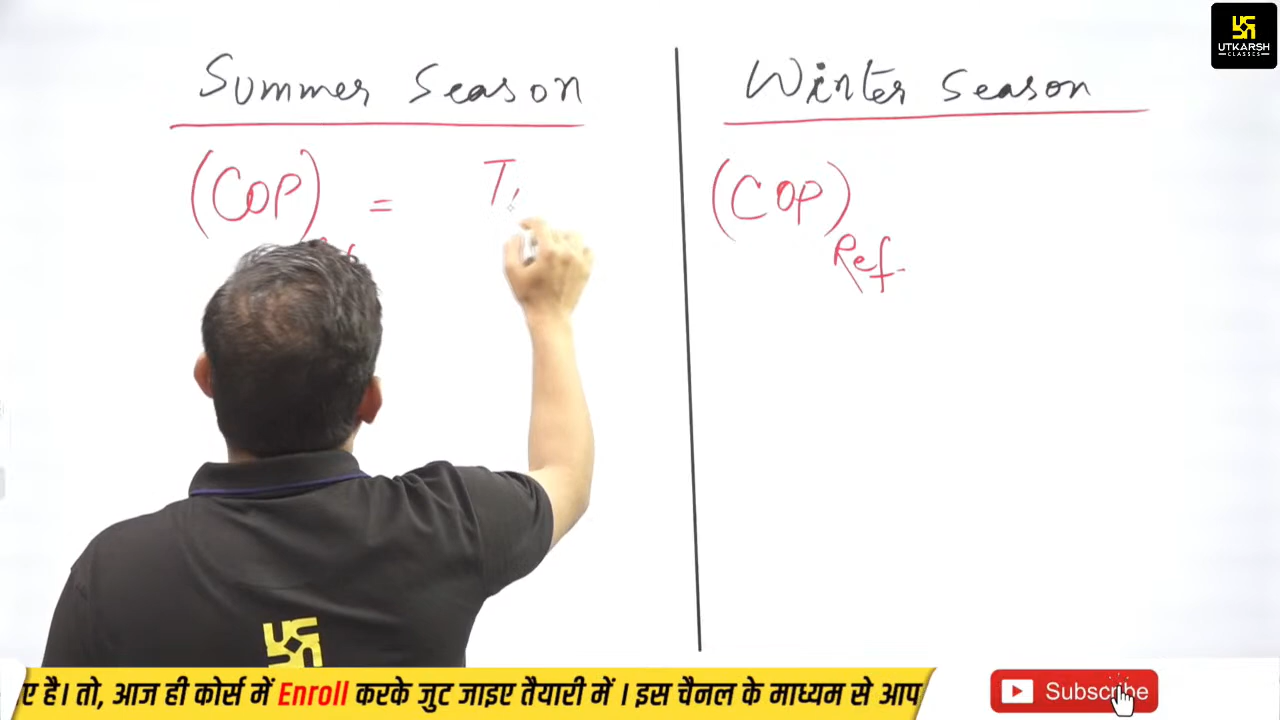 UTKARSH
CLASSES
Summer Season
Winter Season
(COP) = T
(COP)Ref.
ए है। तो, आज ही कोर्स में Enroll करके जुट जाइए तैयारी में । इस चैनल के माध्यम से आप
Subscribe